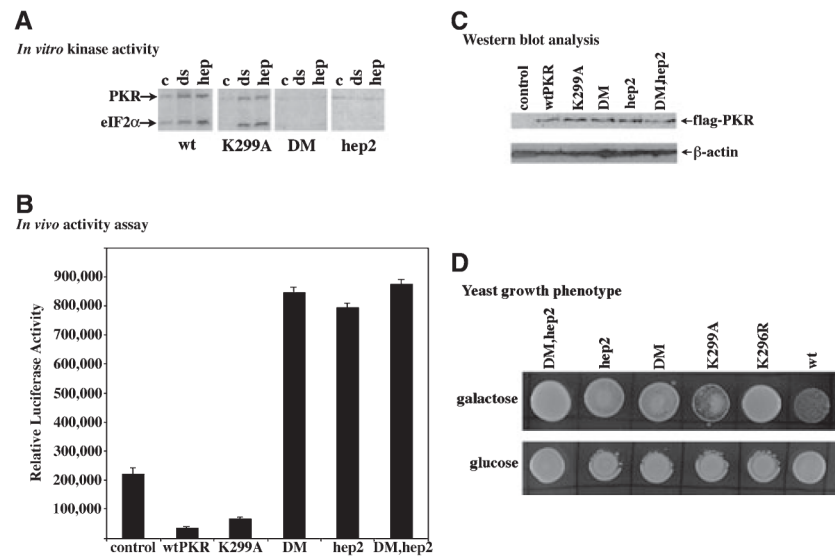 A
In vitro kinase activity
c ds hep c ds hep c ds hep c ds hep
PKR→
eIF2α→
wt K299A DM hep2
B
In vivo activity assay
Relative Luciferase Activity
900,000
800,000
700,000
600,000
500,000
400,000
300,000
200,000
100,000
control wtPKR K299A DM hep2 DM,hep2
C
Western blot analysis
control wtPKR K299A DM hep2 DM,hep2
←flag-PKR
←β-actin
D
Yeast growth phenotype
DM,hep2 hep2 DM K299A K296R wt
galactose
glucose